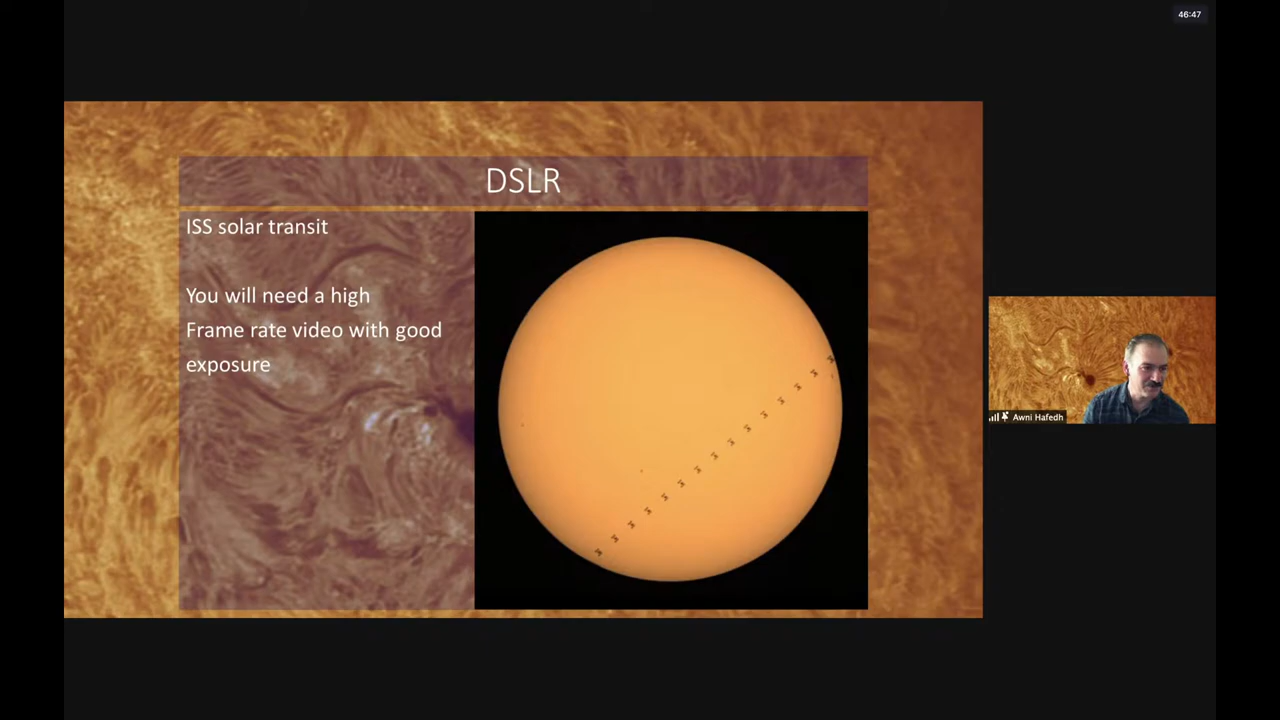 46:47
DSLR
ISS solar transit
You will need a high
Frame rate video with good
exposure
Awni Hafedh